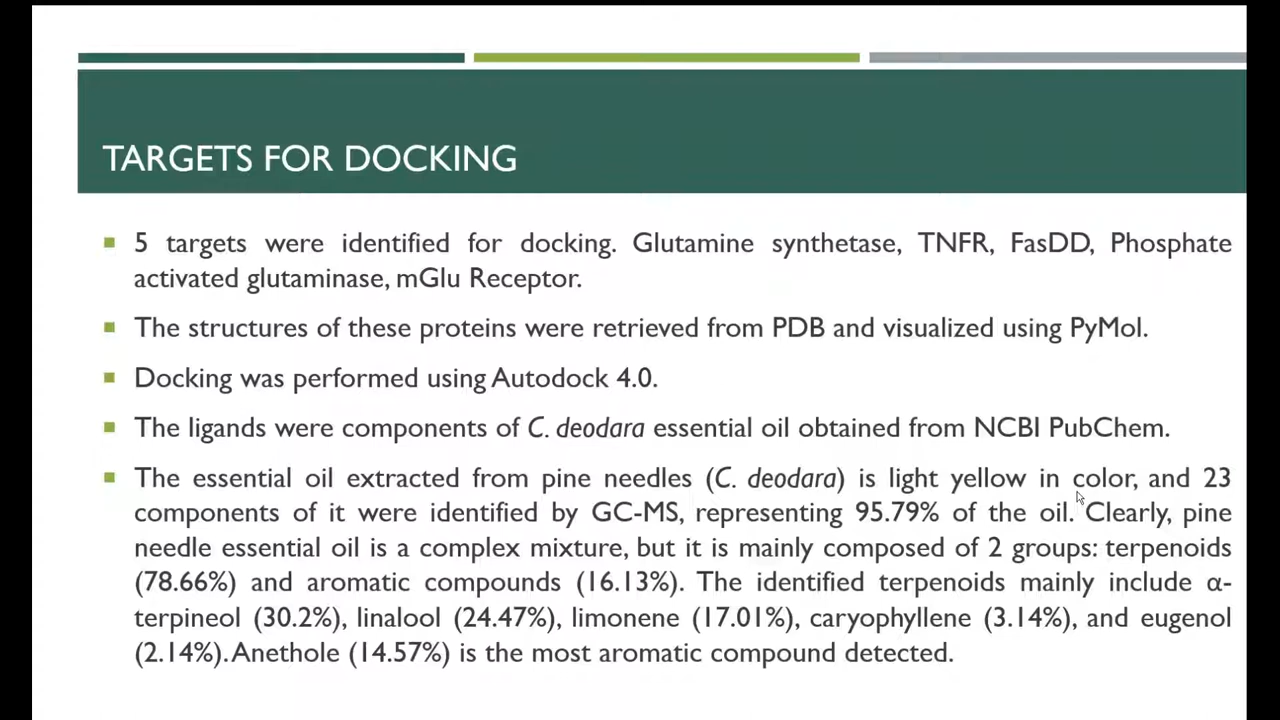 TARGETS FOR DOCKING
5 targets were identified for docking. Glutamine synthetase, TNFR, FasDD, Phosphate
activated glutaminase, mGlu Receptor.
The structures of these proteins were retrieved from PDB and visualized using PyMol.
Docking was performed using Autodock 4.0.
The ligands were components of C. deodara essential oil obtained from NCBI PubChem.
The essential oil extracted from pine needles (C. deodara) is light yellow in color, and 23
components of it were identified by GC-MS, representing 95.79% of the oil. Clearly, pine
needle essential oil is a complex mixture, but it is mainly composed of 2 groups: terpenoids
(78.66%) and aromatic compounds (16.13%). The identified terpenoids mainly include α-
terpineol (30.2%), linalool (24.47%), limonene (17.01%), caryophyllene (3.14%), and eugenol
(2.14%). Anethole (14.57%) is the most aromatic compound detected.